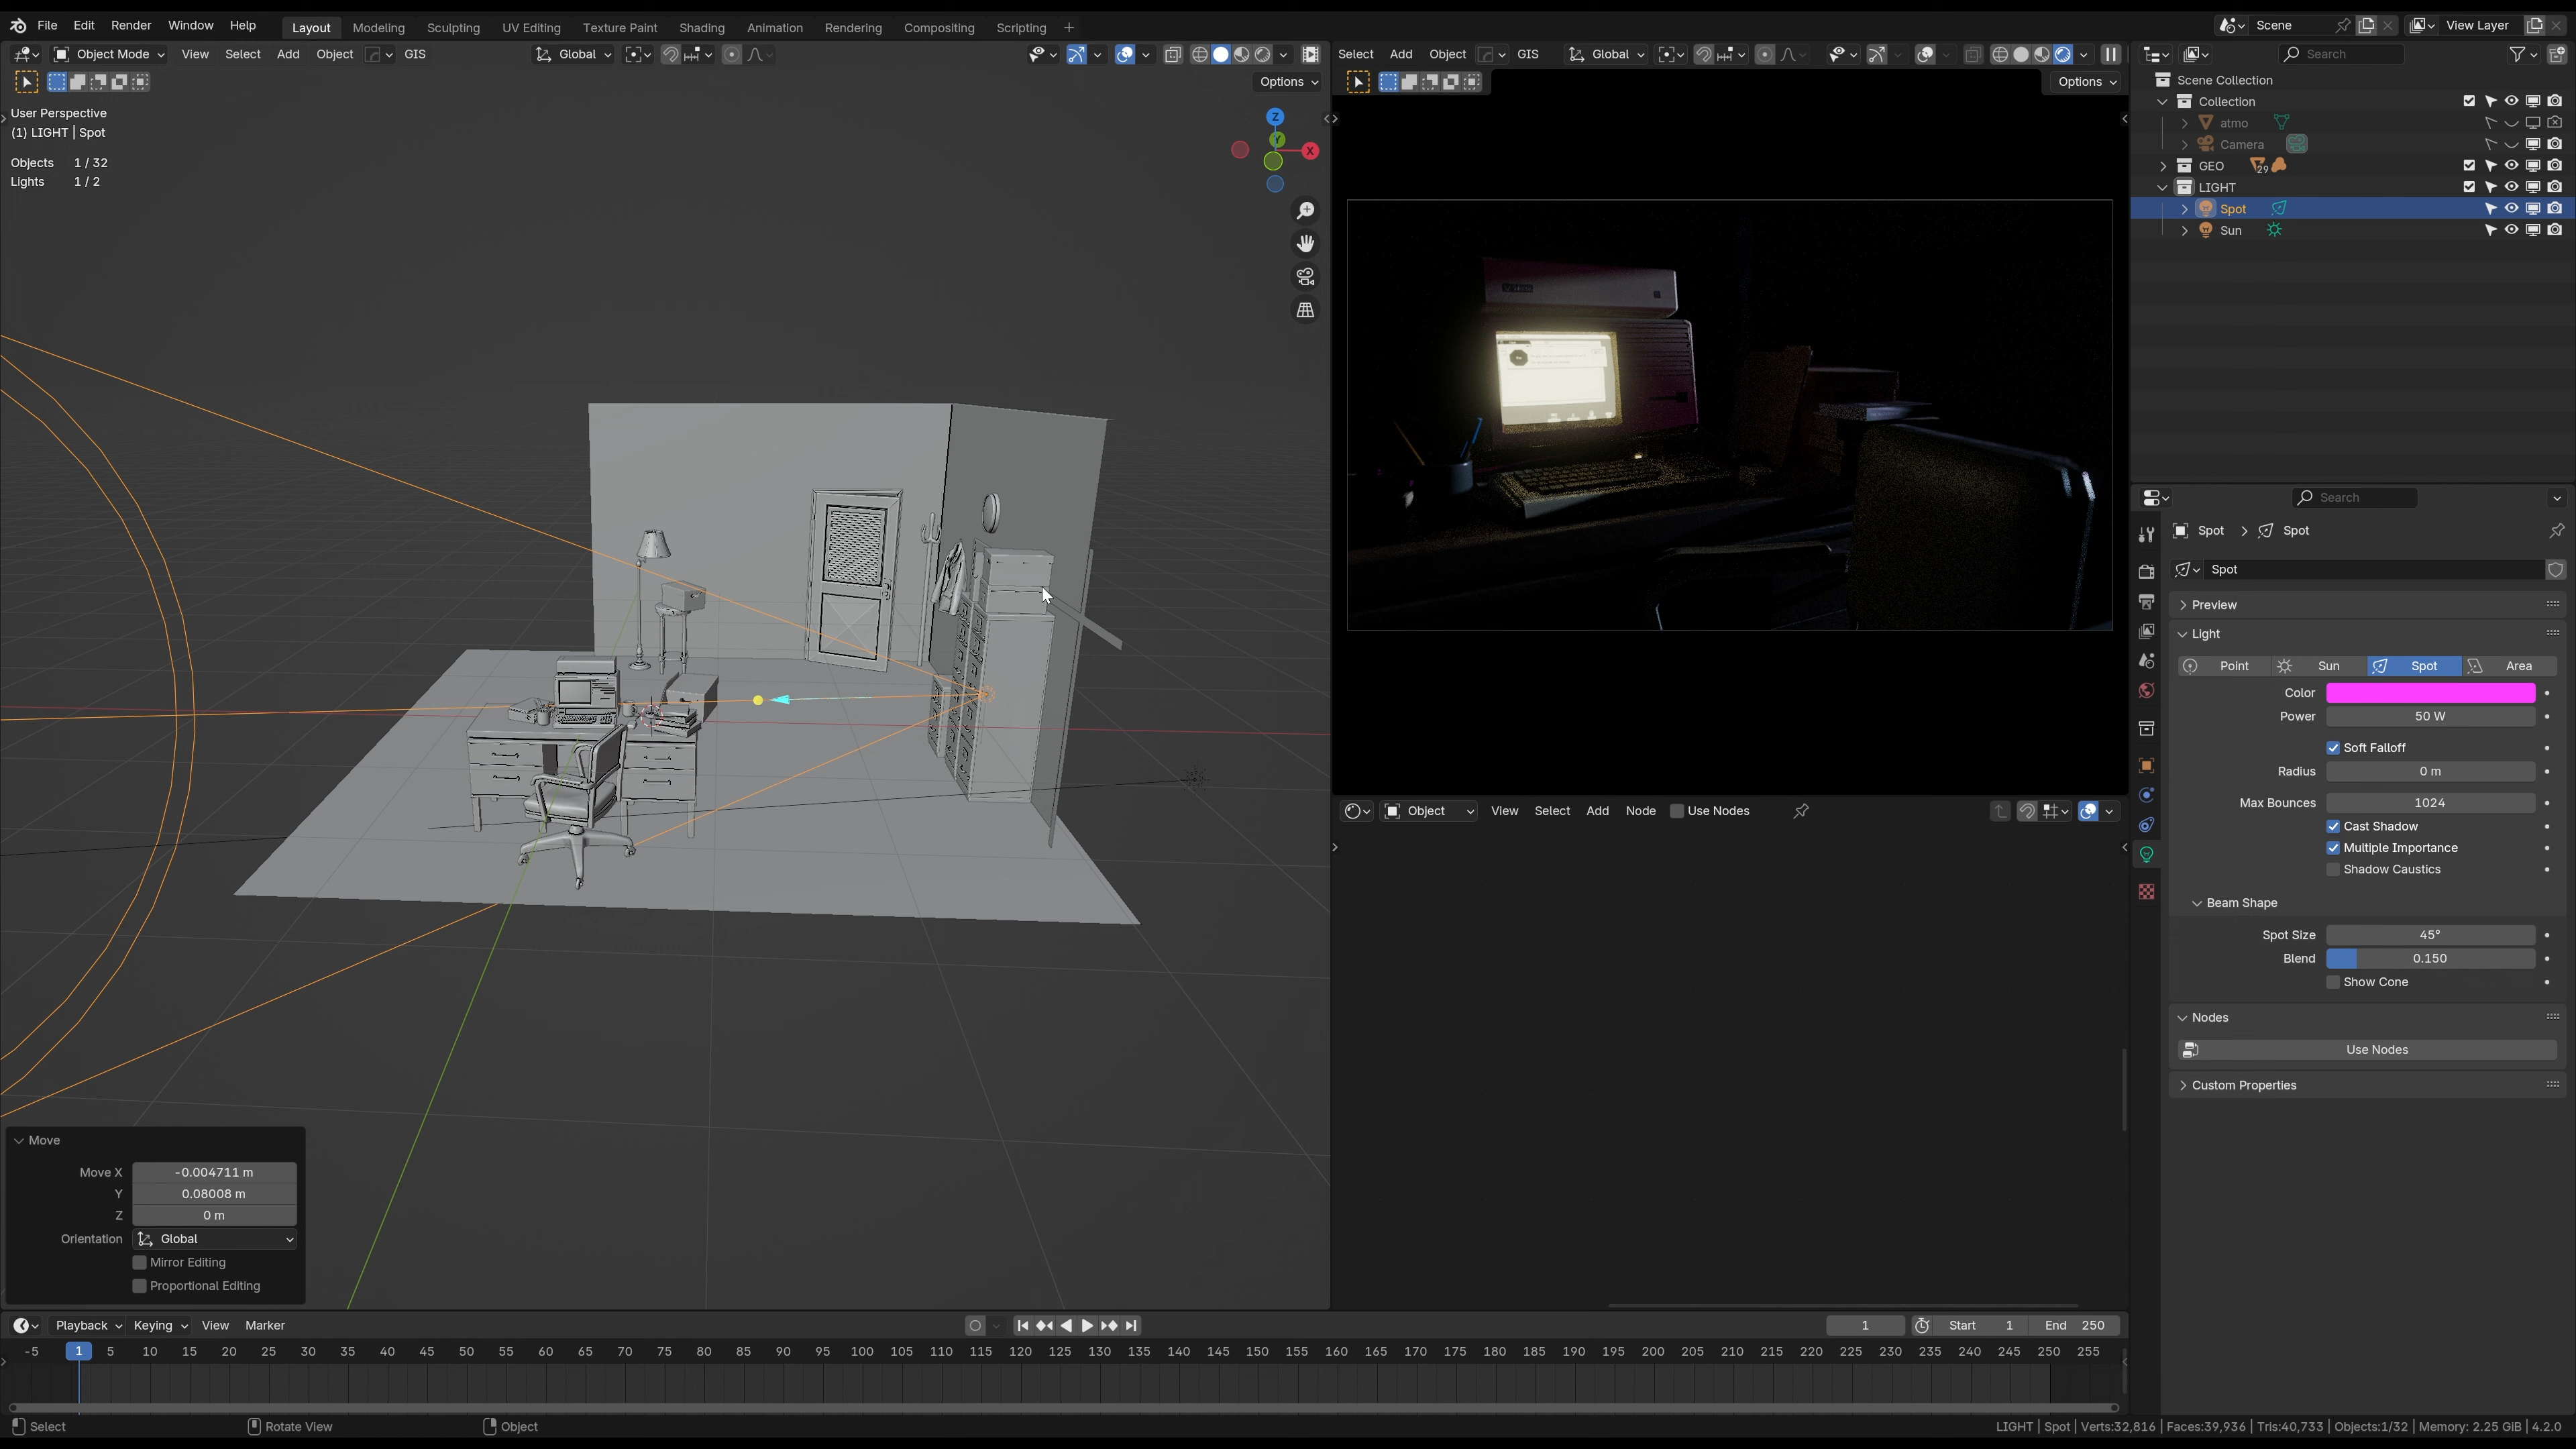 File Edit Render Window Help Layout Modeling Sculpting UV Editing Texture Paint Shading Animation Rendering Compositing Scripting + Scene View Layer
Object Mode View Select Add Object GIS Global
Options
User Perspective
(1) LIGHT | Spot
Objects 1 / 32
Lights 1 / 2
Z
Y
X
Move
Move X -0.004711 m
Y 0.08008 m
Z 0 m
Orientation Global
Mirror Editing
Proportional Editing
Select Add Object GIS Global
Options
Object View Select Add Node Object Use Nodes
Search
Scene Collection
Collection
atmo
Camera
GEO 29
LIGHT
Spot
Sun
Search
Spot > Spot
Spot
Preview
Light
Point Sun Spot Area
Color
Power 50 W
Soft Falloff
Radius 0 m
Max Bounces 1024
Cast Shadow
Multiple Importance
Shadow Caustics
Beam Shape
Spot Size 45°
Blend 0.150
Show Cone
Nodes
Use Nodes
Custom Properties
Playback Keying View Marker 1 Start 1 End 250
-5 1 5 10 15 20 25 30 35 40 45 50 55 60 65 70 75 80 85 90 95 100 105 110 115 120 125 130 135 140 145 150 155 160 165 170 175 180 185 190 195 200 205 210 215 220 225 230 235 240 245 250 255
Select Rotate View Object LIGHT | Spot | Verts:32,816 | Faces:39,936 | Tris:40,733 | Objects:1/32 | Memory: 2.25 GiB | 4.2.0